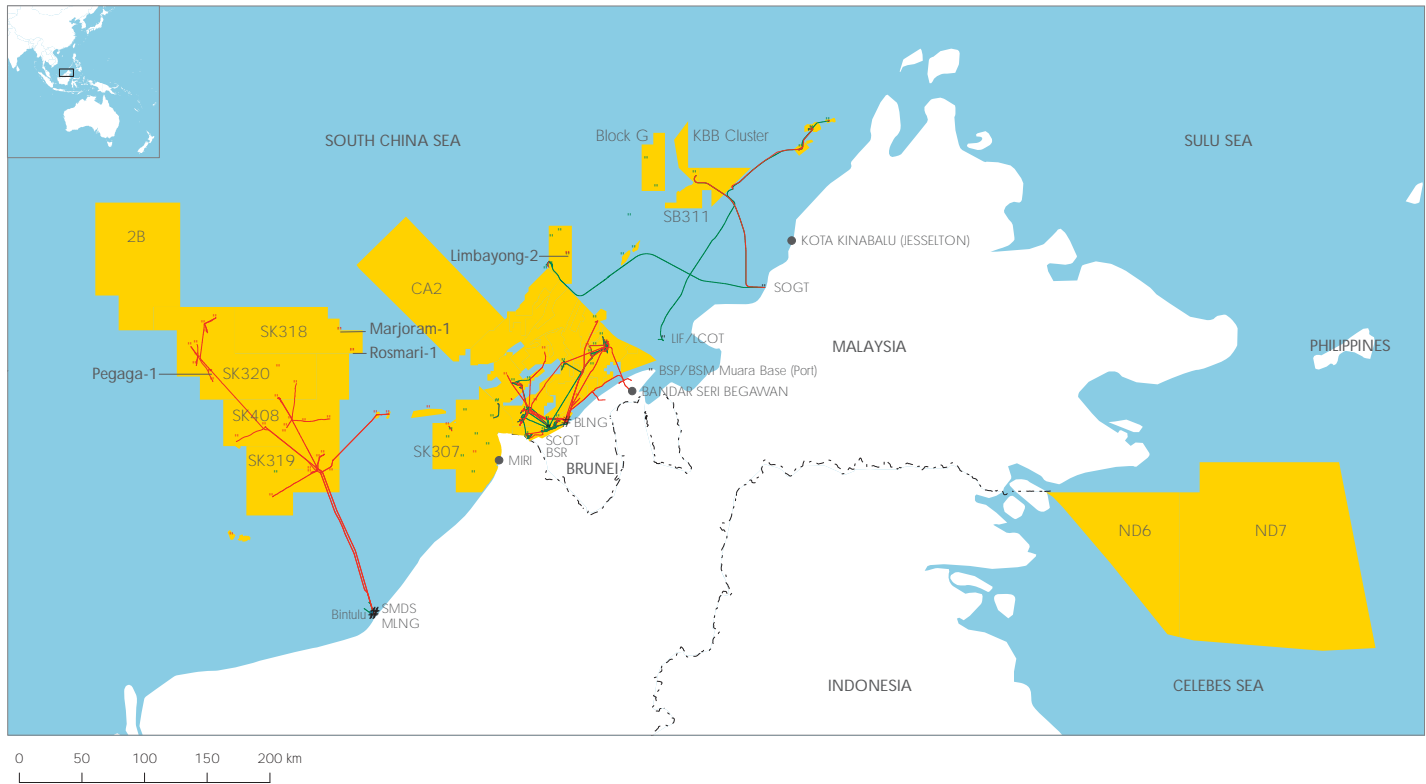 SOUTH CHINA SEA
Block G
KBB Cluster
SULU SEA
2B
SB311
KOTA KINABALU (JESSELTON)
Limbayong-2
CA2
SOGT
SK318
Marjoram-1
Rosmari-1
LIF/LCOT
MALAYSIA
PHILIPPINES
Pegaga-1
SK320
BSP/BSM Muara Base (Port)
BANDAR SERI BEGAWAN
SK408
BLNG
SCOT
BSR
SK307
SK319
MIRI
BRUNEI
ND6
ND7
Bintulu
SMDS
MLNG
INDONESIA
CELEBES SEA
0 50 100 150 200 km